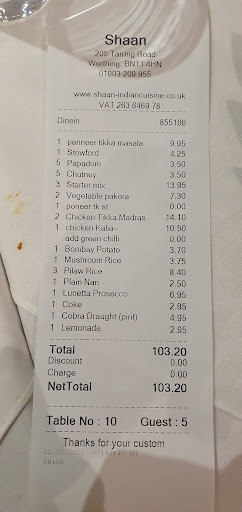 Shaan
205 Tarring Road
Worthing, BN11 4HN
01903 209 955
www.shaan-indiancuisine.co.uk
VAT 263 6469 78
Dinein 855166
1 panneer tikka masala 9.95
1 Stowford 4.25
5 Papadom 3.50
5 Chutney 3.50
3 Starter mix 13.95
2 Vegetable pakora 7.30
1 poneer tk st 0.00
2 Chicken Tikka Madras 14.10
1 chicken Kalia-- 10.50
add green chilli 0.00
1 Bombay Potato 3.70
1 Mushroom Rice 3.75
3 Pilaw Rice 8.40
1 Plain Nan 2.50
1 Lunetta Prosecco 6.95
1 Coke 2.95
1 Cobra Draught (pint) 4.95
1 Lemonade 2.95
Total 103.20
Discount 0.00
Charge 0.00
NetTotal 103.20
Table No : 10 Guest : 5
Thanks for your custom